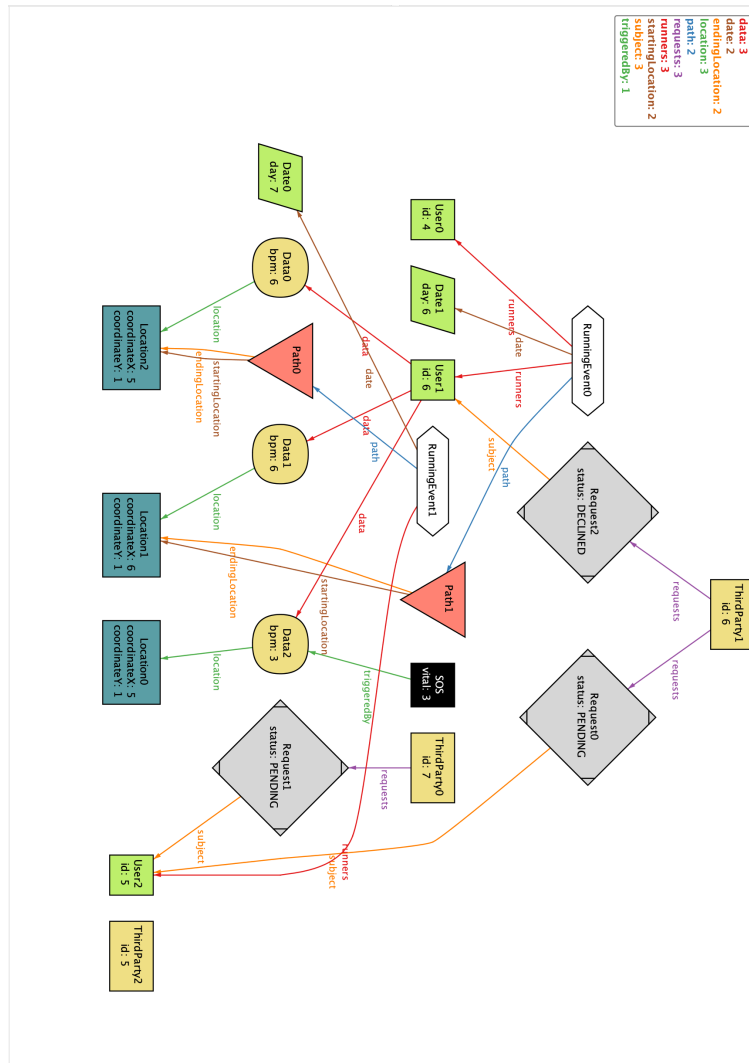 data: 3
date: 2
endingLocation: 2
location: 3
path: 2
requests: 3
runners: 3
startingLocation: 2
subject: 3
triggeredBy: 1
ThirdParty1
id: 6
requests
requests
RunningEvent0
Request2
status: DECLINED
Request0
status: PENDING
runners
date
runners
path
subject
User0
id: 4
Date1
day: 6
User1
id: 6
RunningEvent1
Path1
SOS
vital: 3
ThirdParty0
id: 7
data
date
data
path
data
triggeredBy
requests
runners
subject
Date0
day: 7
Data0
bpm: 6
Path0
Data1
bpm: 6
Data2
bpm: 3
Request1
status: PENDING
location
startingLocation
endingLocation
location
startingLocation
endingLocation
location
subject
Location2
coordinateX: 5
coordinateY: 1
Location1
coordinateX: 6
coordinateY: 1
Location0
coordinateX: 5
coordinateY: 1
User2
id: 5
ThirdParty2
id: 5